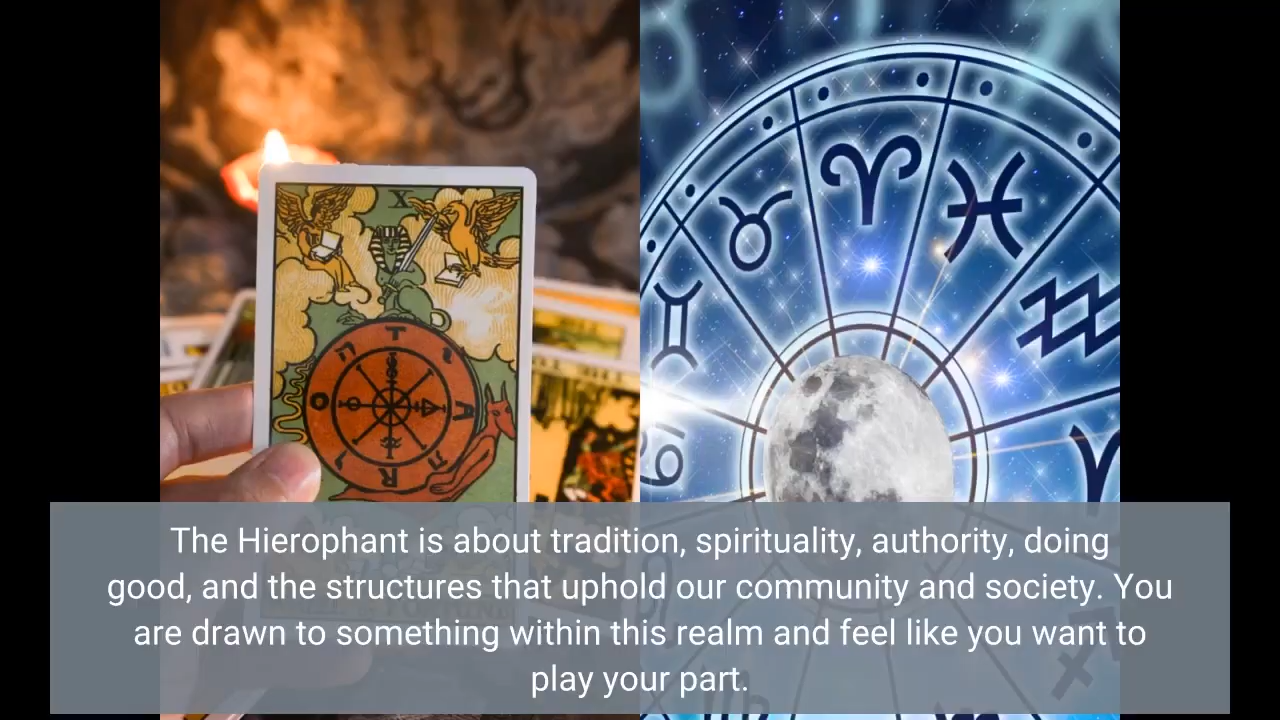 X
The Hierophant is about tradition, spirituality, authority, doing
good, and the structures that uphold our community and society. You
are drawn to something within this realm and feel like you want to
play your part.